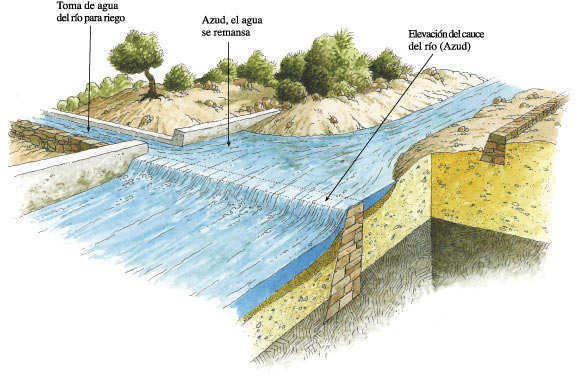 Toma de agua
del río para riego
Azud, el agua
se remansa
Elevación del cauce
del río (Azud)